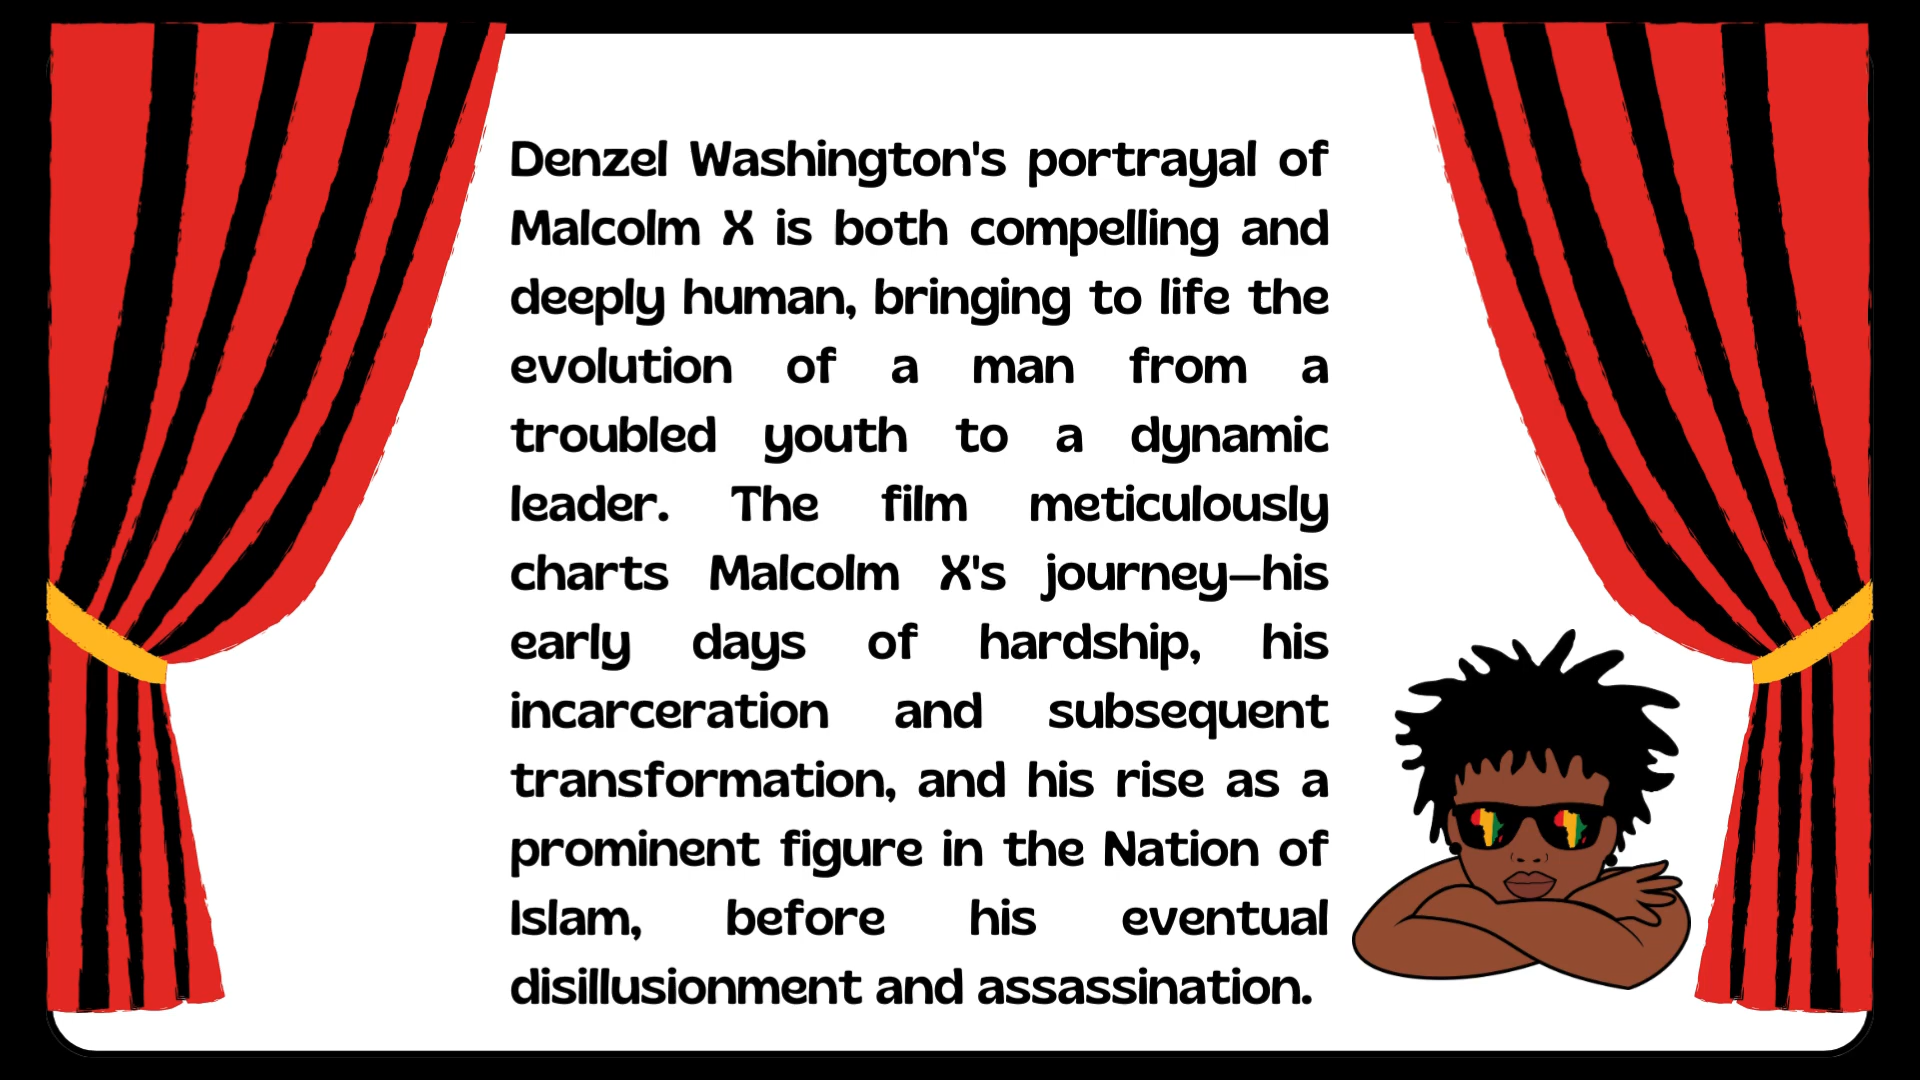 Denzel Washington's portrayal of
Malcolm X is both compelling and
deeply human, bringing to life the
evolution of a man from a
troubled youth to a dynamic
leader. The film meticulously
charts Malcolm X's journey—his
early days of hardship, his
incarceration and subsequent
transformation, and his rise as a
prominent figure in the Nation of
Islam, before his eventual
disillusionment and assassination.